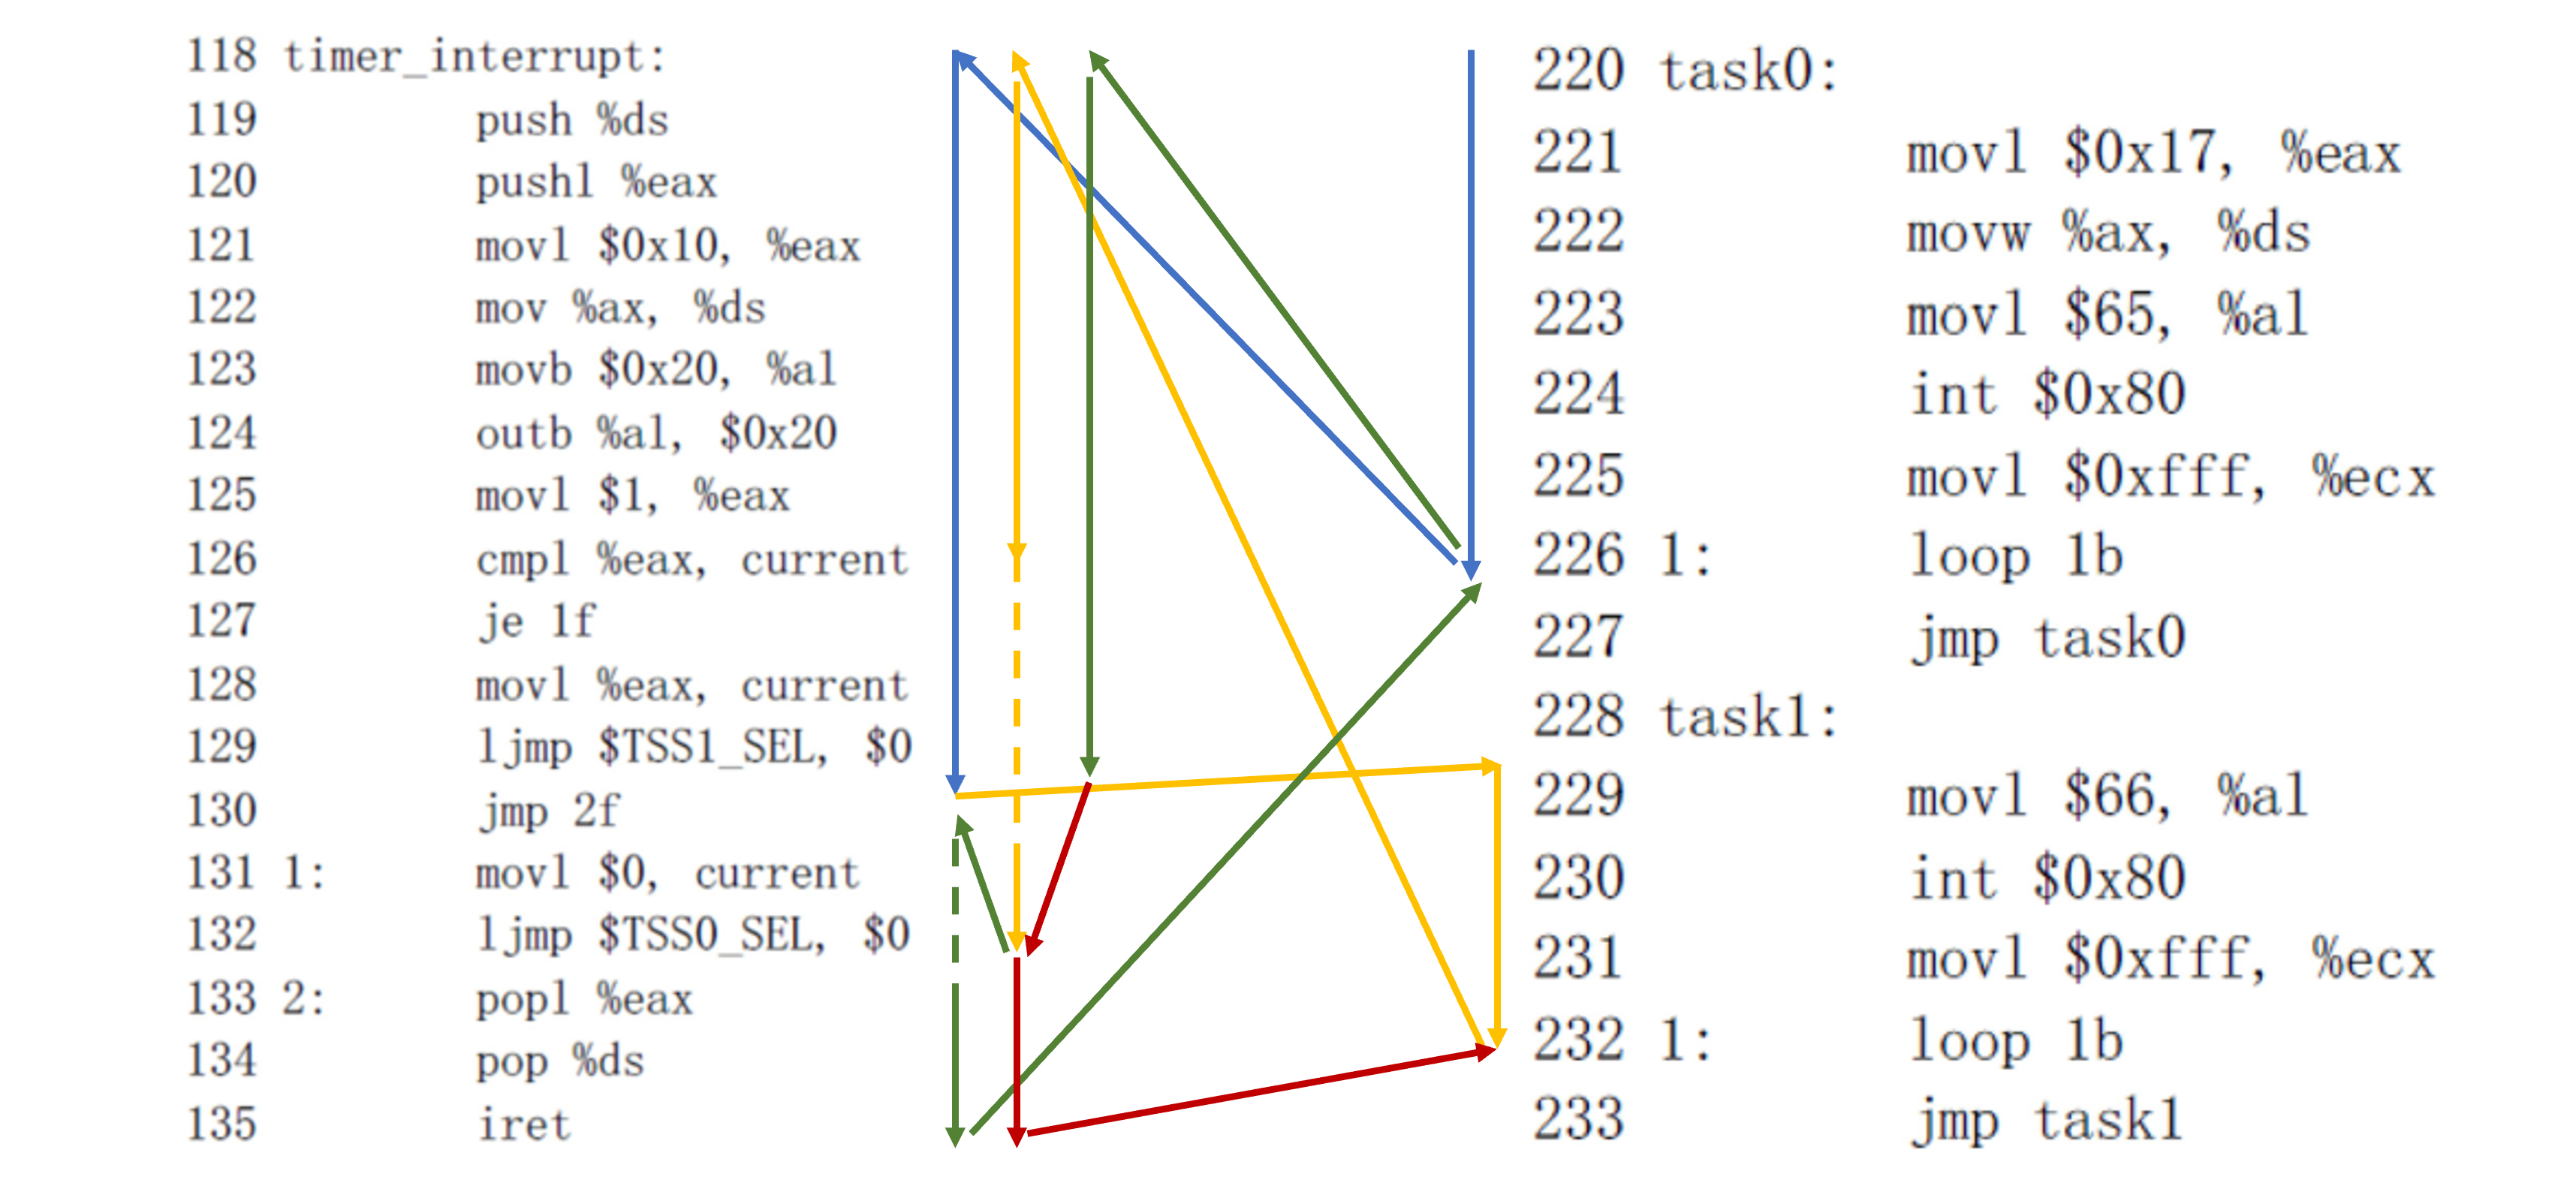 118 timer_interrupt:
119 push %ds
120 pushl %eax
121 movl $0x10, %eax
122 mov %ax, %ds
123 movb $0x20, %al
124 outb %al, $0x20
125 movl $1, %eax
126 cmpl %eax, current
127 je 1f
128 movl %eax, current
129 ljmp $TSS1_SEL, $0
130 jmp 2f
131 1: movl $0, current
132 ljmp $TSS0_SEL, $0
133 2: popl %eax
134 pop %ds
135 iret
220 task0:
221 movl $0x17, %eax
222 movw %ax, %ds
223 movl $65, %al
224 int $0x80
225 movl $0xfff, %ecx
226 1: loop 1b
227 jmp task0
228 task1:
229 movl $66, %al
230 int $0x80
231 movl $0xfff, %ecx
232 1: loop 1b
233 jmp task1